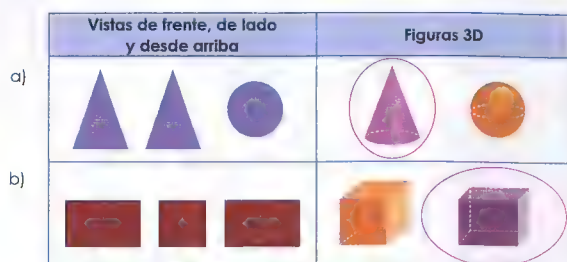 Vistas de frente, de lado
y desde arriba
Figuras 3D
a)
b)